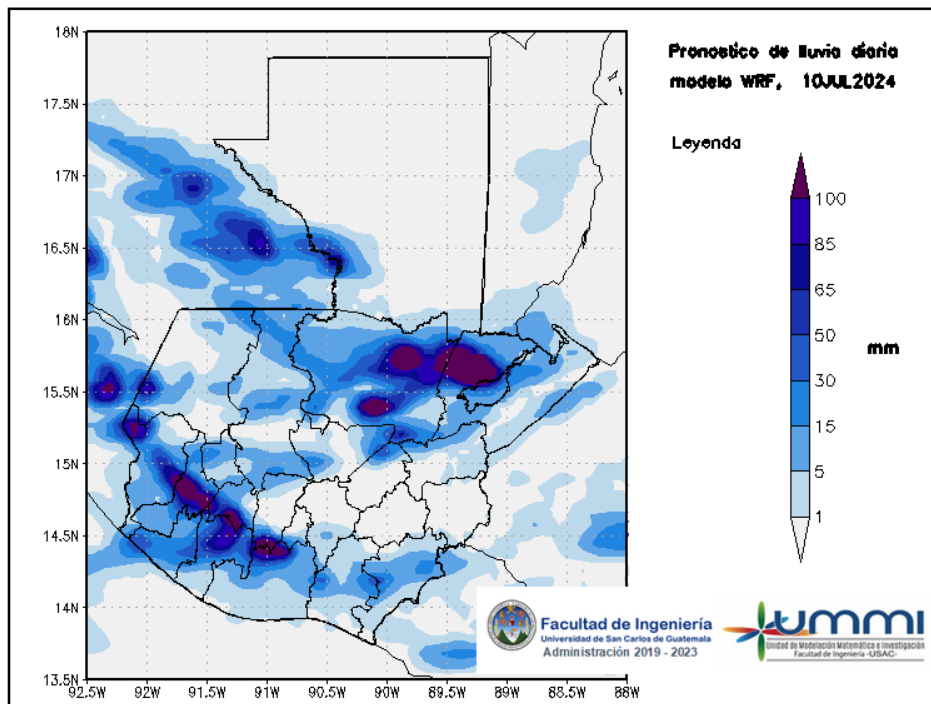 Pronostico de lluvia diaria
modelo WRF, 10JUL2024
Leyenda
100
85
65
50
30
15
5
1
mm
18N
17.5N
17N
16.5N
16N
15.5N
15N
14.5N
14N
13.5N
92.5W 92W 91.5W 91W 90.5W 90W 89.5W 89W 88.5W 88W
Facultad de Ingeniería
Universidad de San Carlos de Guatemala
Administración 2019 - 2023
UMMI
Unidad de Modelación Matemática e Investigación
Facultad de Ingeniería -USAC-